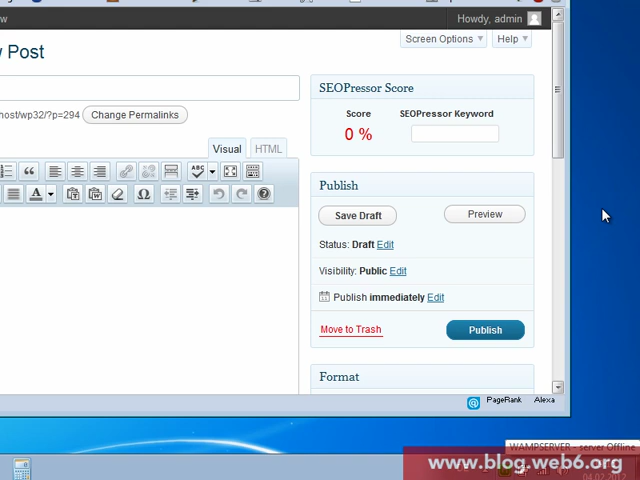 w
Howdy, admin
Screen Options
Help
w Post
SEOPressor Score
Score
SEOPressor Keyword
0 %
host/wp32/?p=294
Change Permalinks
Visual
HTML
ABC
A
Ω
Publish
Save Draft
Preview
Status: Draft Edit
Visibility: Public Edit
Publish immediately Edit
Move to Trash
Publish
Format
PageRank
Alexa
WAMPSERVER - server Offline
www.blog.web6.org